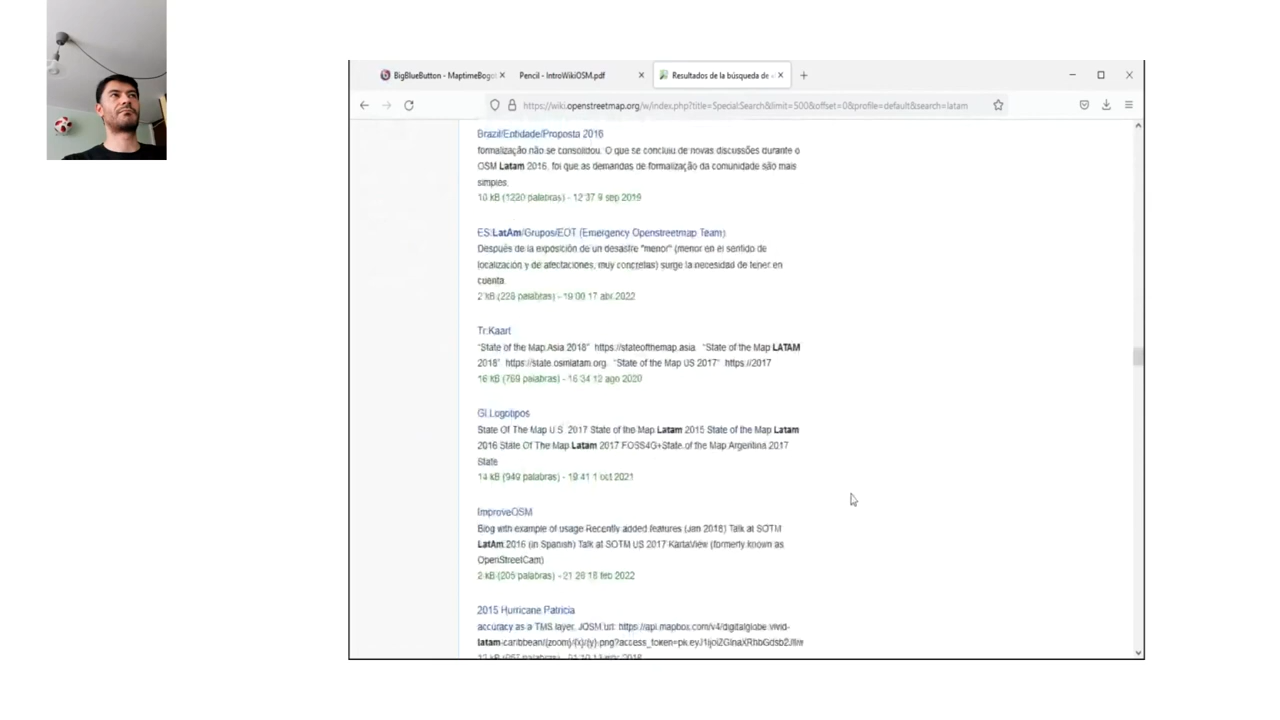 BigBlueButton - MaptimeBogo
Pencil - IntroWikiOSM.pdf
Resultados de la búsqueda de
https://wiki.openstreetmap.org/w/index.php?title=Special:Search&limit=500&offset=0&profile=default&search=latam
Brazil/Entidade/Proposta 2016
formalização não se consolidou. O que se concluiu de novas discussões durante o
OSM Latam 2016, foi que as demandas de formalização da comunidade são mais
simples.
(1220 palabras) - 12:37 9 sep 2019
ES:LatAm/Grupos/EOT (Emergency Openstreetmap Team)
Después de la exposición de un desastre "menor" (menor en el sentido de
localización y de afectaciones, muy concretas) surge la necesidad de tener en
cuenta.
2 kB (228 palabras) - 19:00 17 abr 2022
Tr:Kaart
"State of the Map Asia 2018" https://stateofthemap.asia. "State of the Map LATAM
2018" https://state.osmlatam.org. "State of the Map US 2017" https://2017
16 kB (769 palabras) - 16:34 12 ago 2020
Gl:Logotipos
State Of The Map U.S. 2017 State of the Map Latam 2015 State of the Map Latam
2016 State Of The Map Latam 2017 FOSS4G+State of the Map Argentina 2017
State
14 kB (949 palabras) - 19:41 1 oct 2021
ImproveOSM
Blog with example of usage Recently added features (Jan 2018) Talk at SOTM
LatAm 2016 (in Spanish) Talk at SOTM US 2017 KartaView (formerly known as
OpenStreetCam)
2 kB (205 palabras) - 21:28 18 feb 2022
2015 Hurricane Patricia
accuracy as a TMS layer. JOSM url: https://api.mapbox.com/v4/digitalglobe.vivid-
latam-caribbean/{zoom}/{x}/{y}.png?access_token=